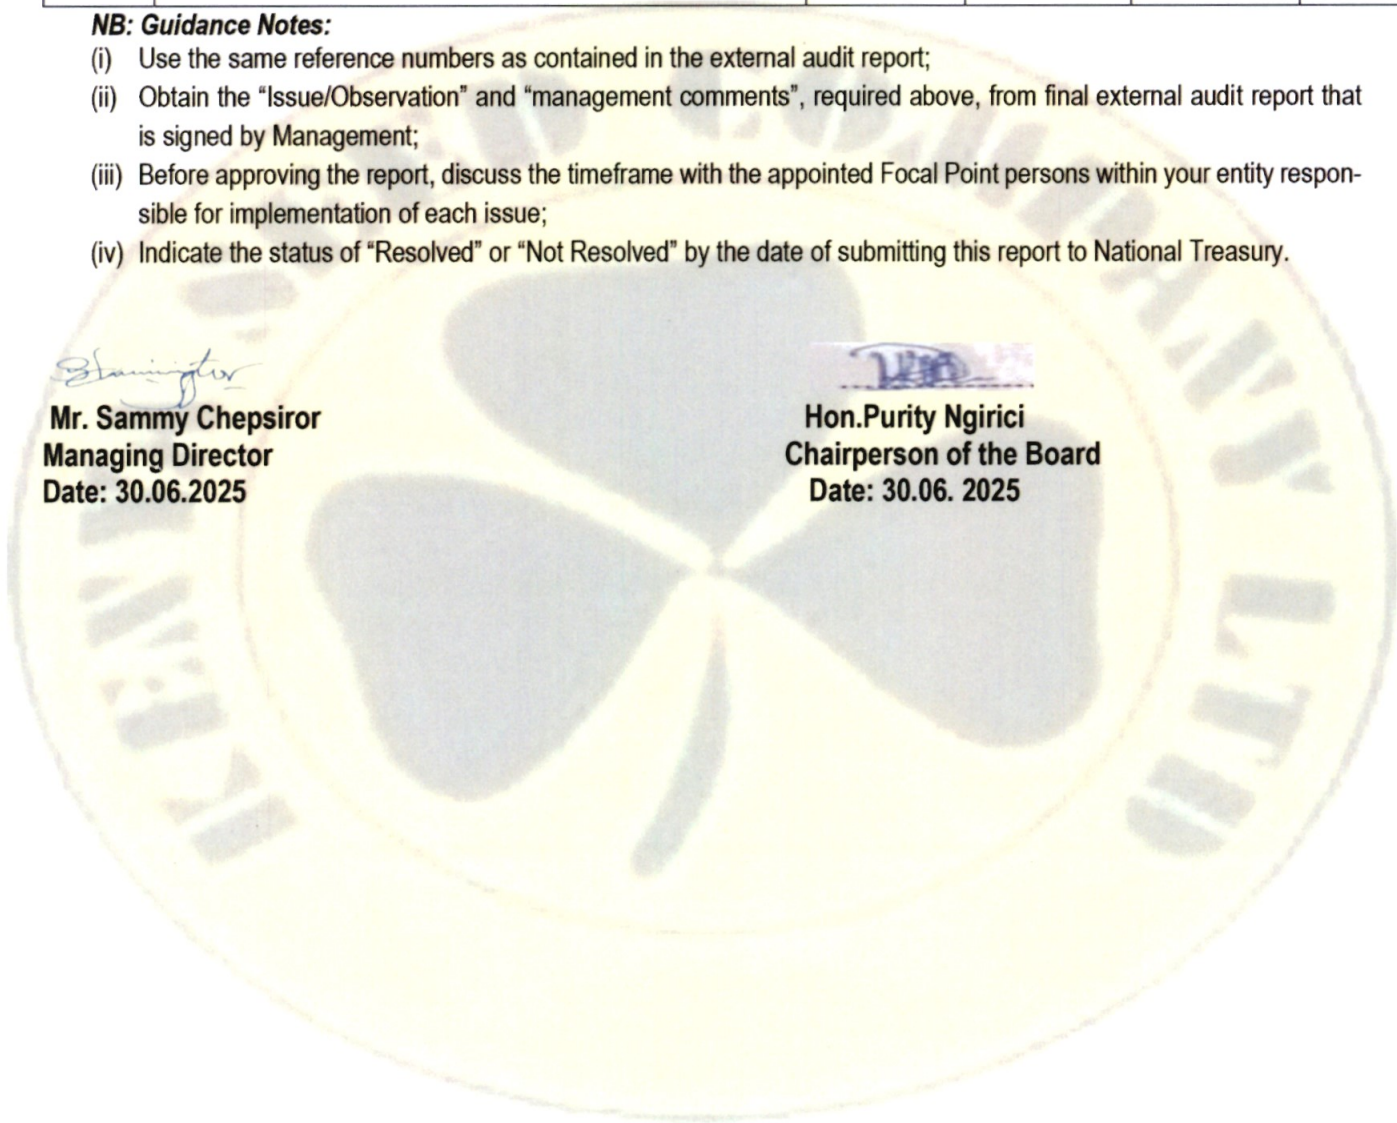 NB: Guidance Notes:
(i) Use the same reference numbers as contained in the external audit report;
(ii) Obtain the “Issue/Observation” and “management comments”, required above, from final external audit report that
is signed by Management;
(iii) Before approving the report, discuss the timeframe with the appointed Focal Point persons within your entity respon-
sible for implementation of each issue;
(iv) Indicate the status of “Resolved” or “Not Resolved” by the date of submitting this report to National Treasury.
Mr. Sammy Chepsiror
Managing Director
Date: 30.06.2025
Hon.Purity Ngirici
Chairperson of the Board
Date: 30.06. 2025
KENYA SEED COMPANY LTD